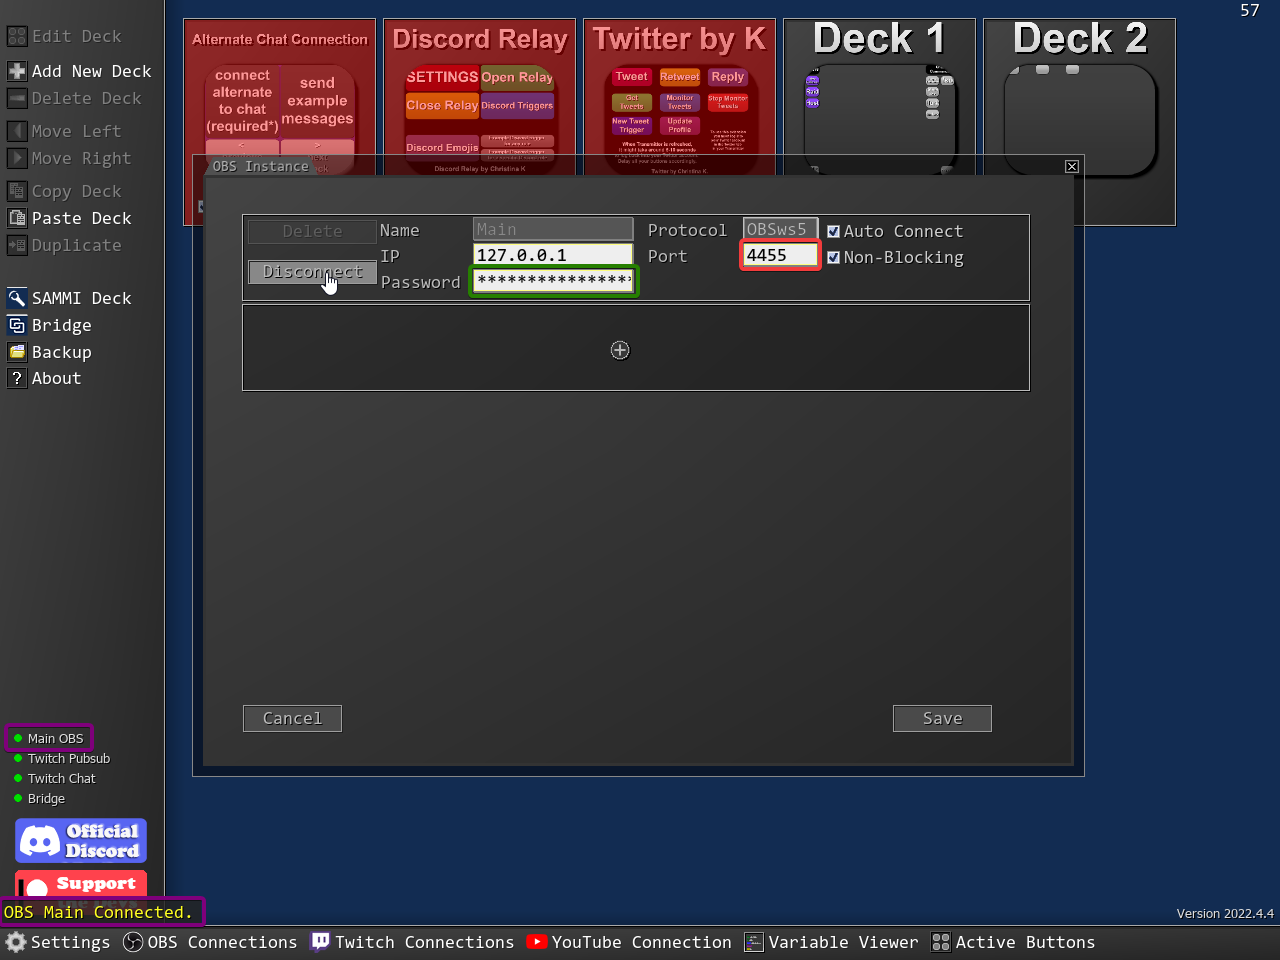 57
Edit Deck
Add New Deck
Delete Deck
Move Left
Move Right
Copy Deck
Paste Deck
Duplicate
SAMMI Deck
Bridge
Backup
About
Alternate Chat Connection
connect
alternate
to chat
(required*)
send
example
messages
Discord Relay
SETTINGS Open Relay
Close Relay Discord Triggers
Discord Emojis
Discord Relay by Christina K
Twitter by K
Tweet Retweet Reply
Get
Tweets
Monitor
Tweets
Stop Monitor
Tweets
New Tweet
Trigger
Update
Profile
When Transmitter is refreshed,
Twitter by Christina K
Deck 1
Deck 2
OBS Instance
Delete Name Main Protocol OBSws5 Auto Connect
IP 127.0.0.1 Port 4455 Non-Blocking
Disconnect Password ****************
Cancel Save
Main OBS
Twitch Pubsub
Twitch Chat
Bridge
Official
Discord
Support
OBS Main Connected.
Version 2022.4.4
Settings OBS Connections Twitch Connections YouTube Connection Variable Viewer Active Buttons